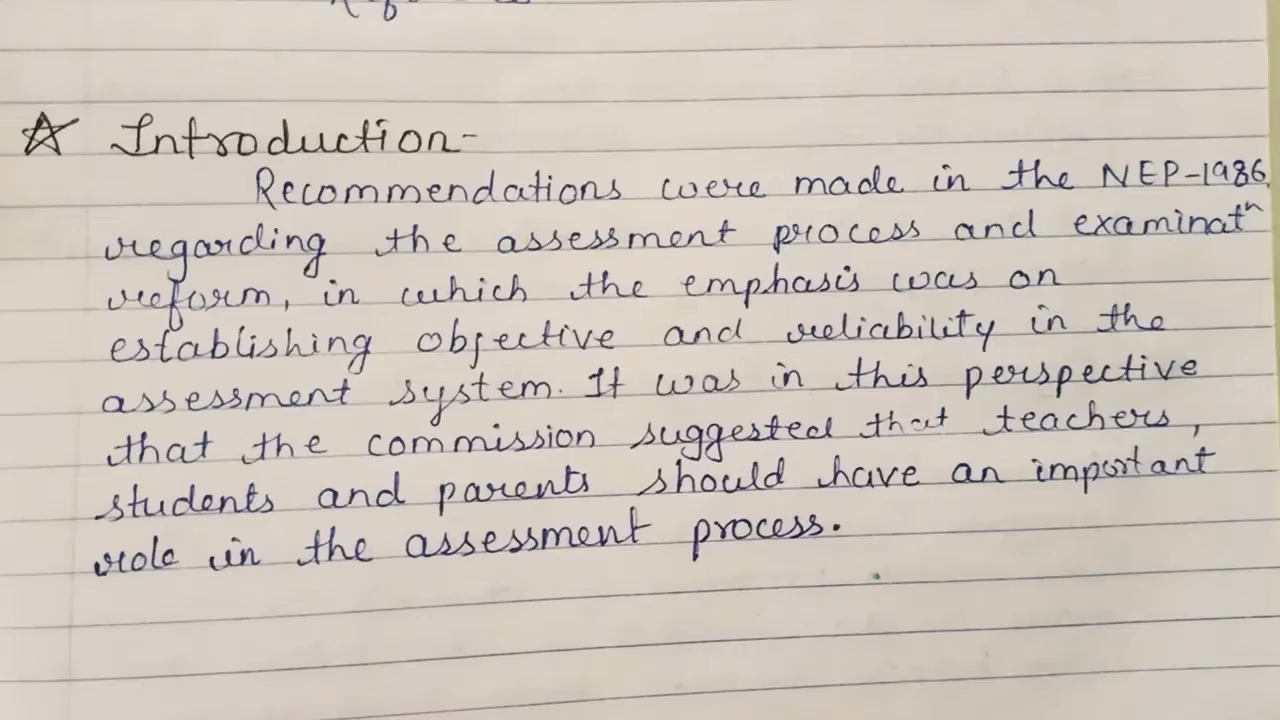 ☆ Introduction-
Recommendations were made in the NEP-1986
regarding the assessment process and examinatⁿ
reform, in which the emphasis was on
establishing objective and reliability in the
assessment system. It was in this perspective
that the commission suggested that teachers,
students and parents should have an important
role in the assessment process.